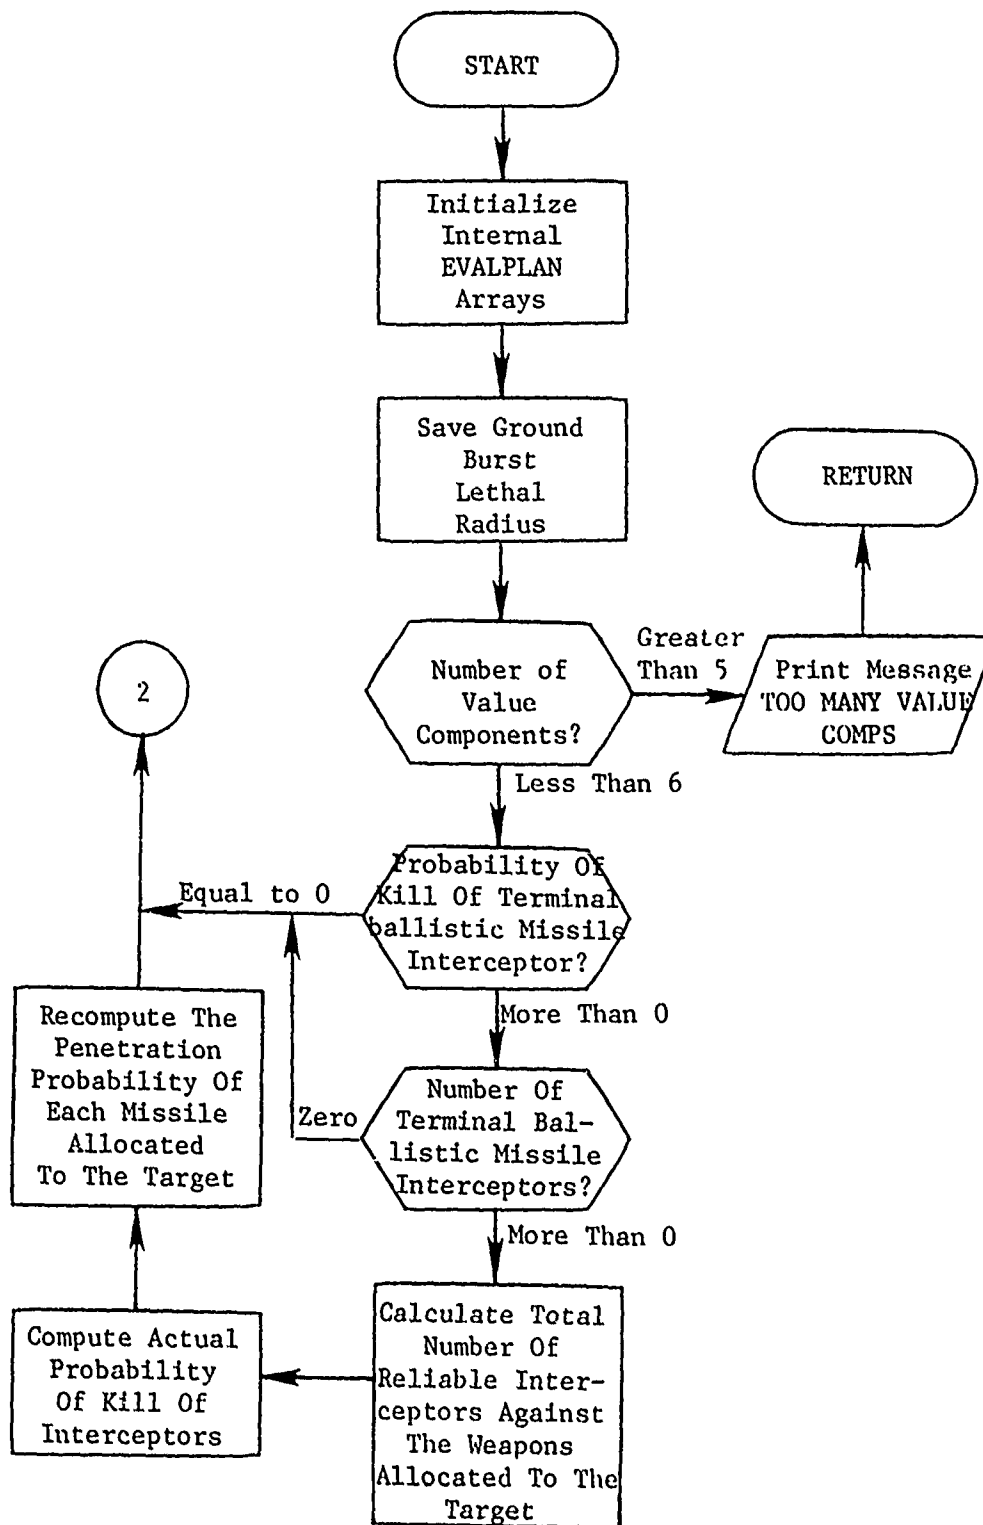 START
Initialize
Internal
EVALPLAN
Arrays
Save Ground
Burst
Lethal
Radius
RETURN
Number of
Value
Components?
Greater
Than 5
Print Message
TOO MANY VALUE
COMPS
2
Less Than 6
Probability Of
Kill Of Terminal
ballistic Missile
Interceptor?
Equal to 0
More Than 0
Number Of
Terminal Bal-
listic Missile
Interceptors?
Zero
More Than 0
Calculate Total
Number Of
Reliable Inter-
ceptors Against
The Weapons
Allocated To The
Target
Compute Actual
Probability
Of Kill Of
Interceptors
Recompute The
Penetration
Probability Of
Each Missile
Allocated
To The Target